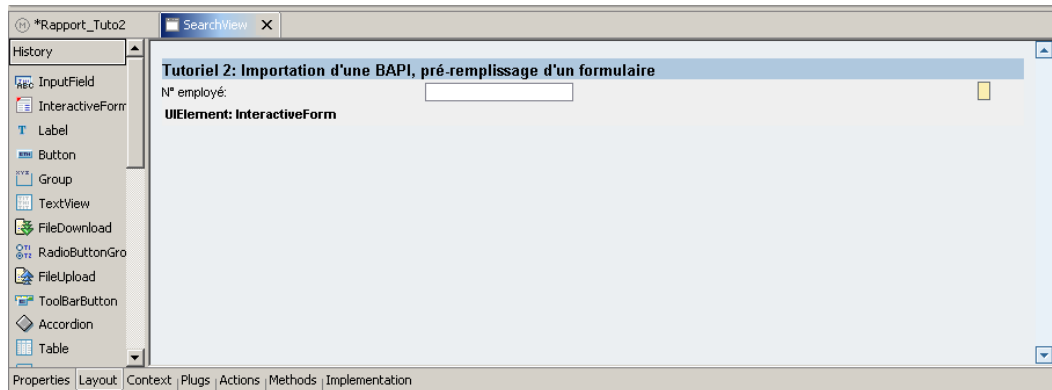 *Rapport_Tuto2
SearchView
History
InputField
InteractiveForm
Label
Button
Group
TextView
FileDownload
RadioButtonGro
FileUpload
ToolBarButton
Accordion
Table
Tutoriel 2: Importation d'une BAPI, pré-remplissage d'un formulaire
N° employé:
UIElement: InteractiveForm
Properties Layout Context Plugs Actions Methods Implementation